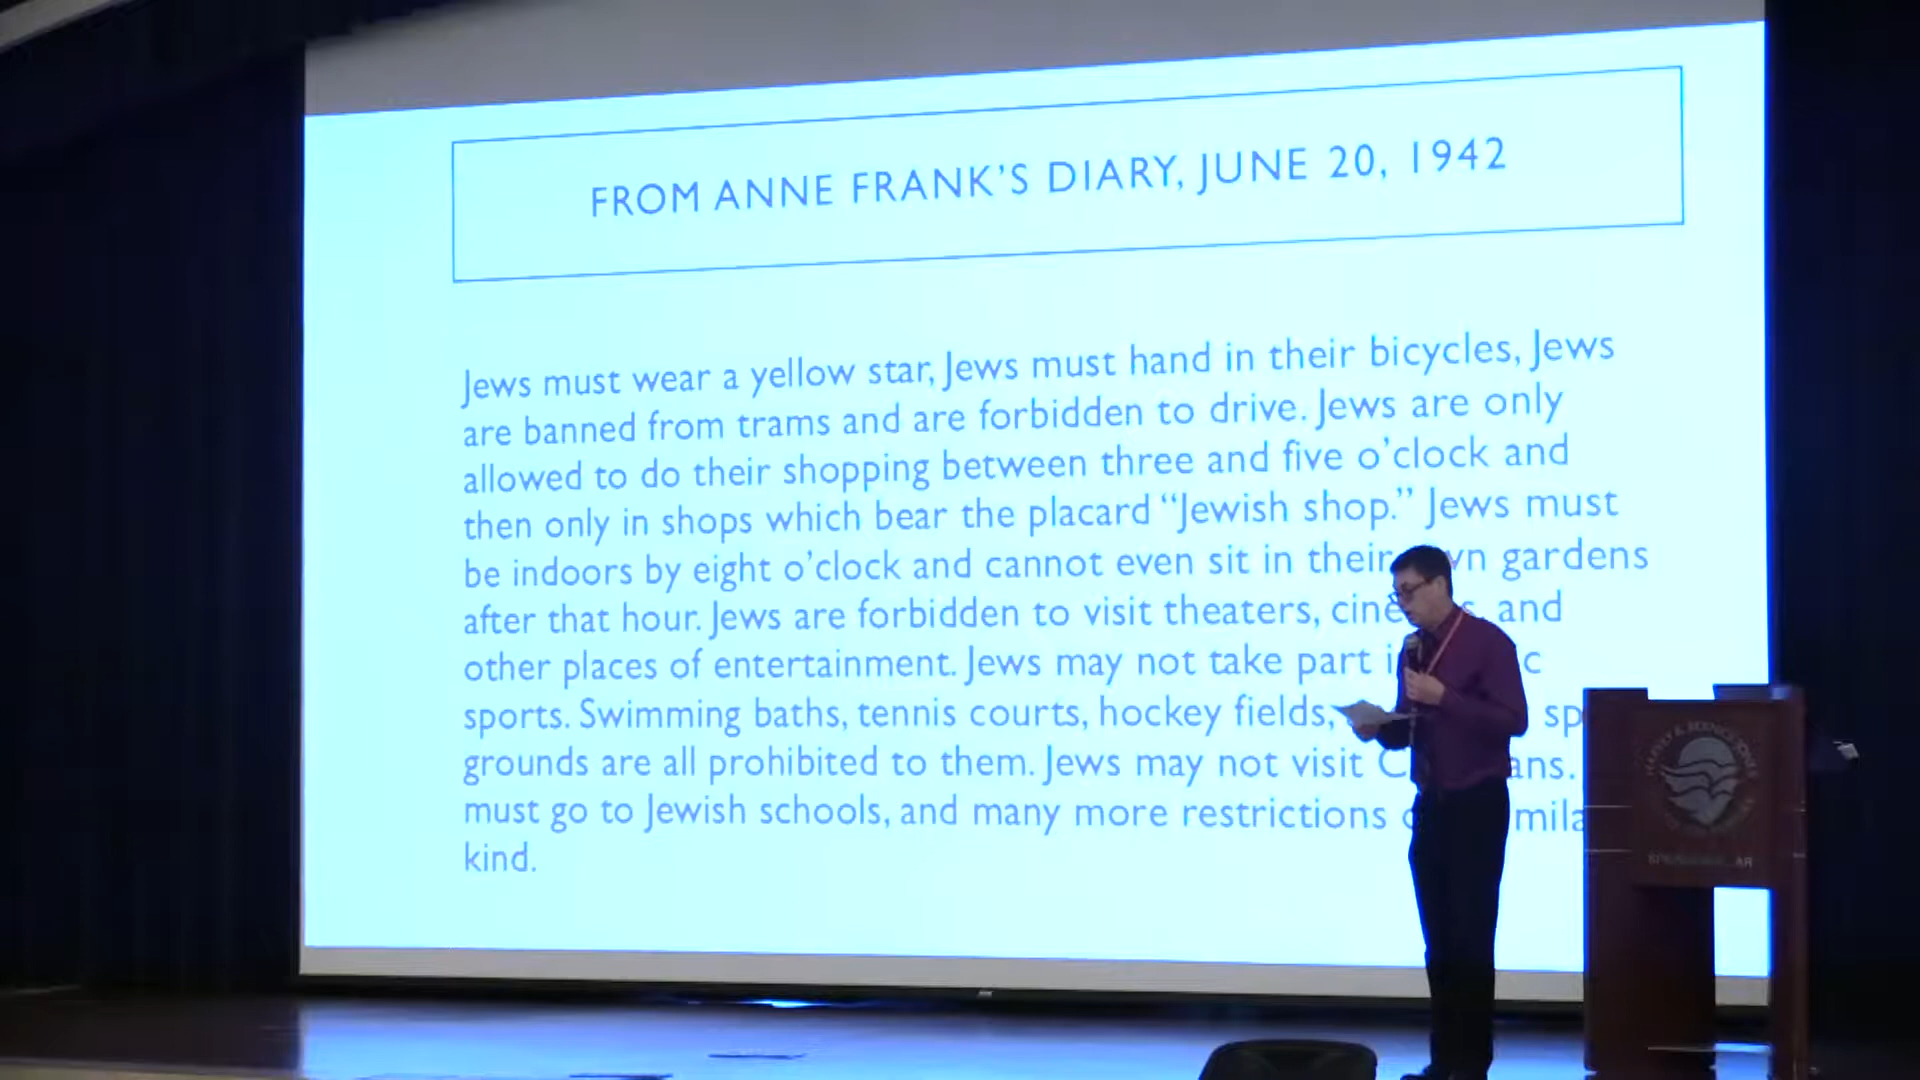 FROM ANNE FRANK'S DIARY, JUNE 20, 1942
Jews must wear a yellow star, Jews must hand in their bicycles, Jews
are banned from trams and are forbidden to drive. Jews are only
allowed to do their shopping between three and five o'clock and
then only in shops which bear the placard “Jewish shop.” Jews must
be indoors by eight o'clock and cannot even sit in their gardens
after that hour. Jews are forbidden to visit theaters, and
other places of entertainment. Jews may not take part
sports. Swimming baths, tennis courts, hockey fields,
grounds are all prohibited to them. Jews may not visit
must go to Jewish schools, and many more restrictions
kind.